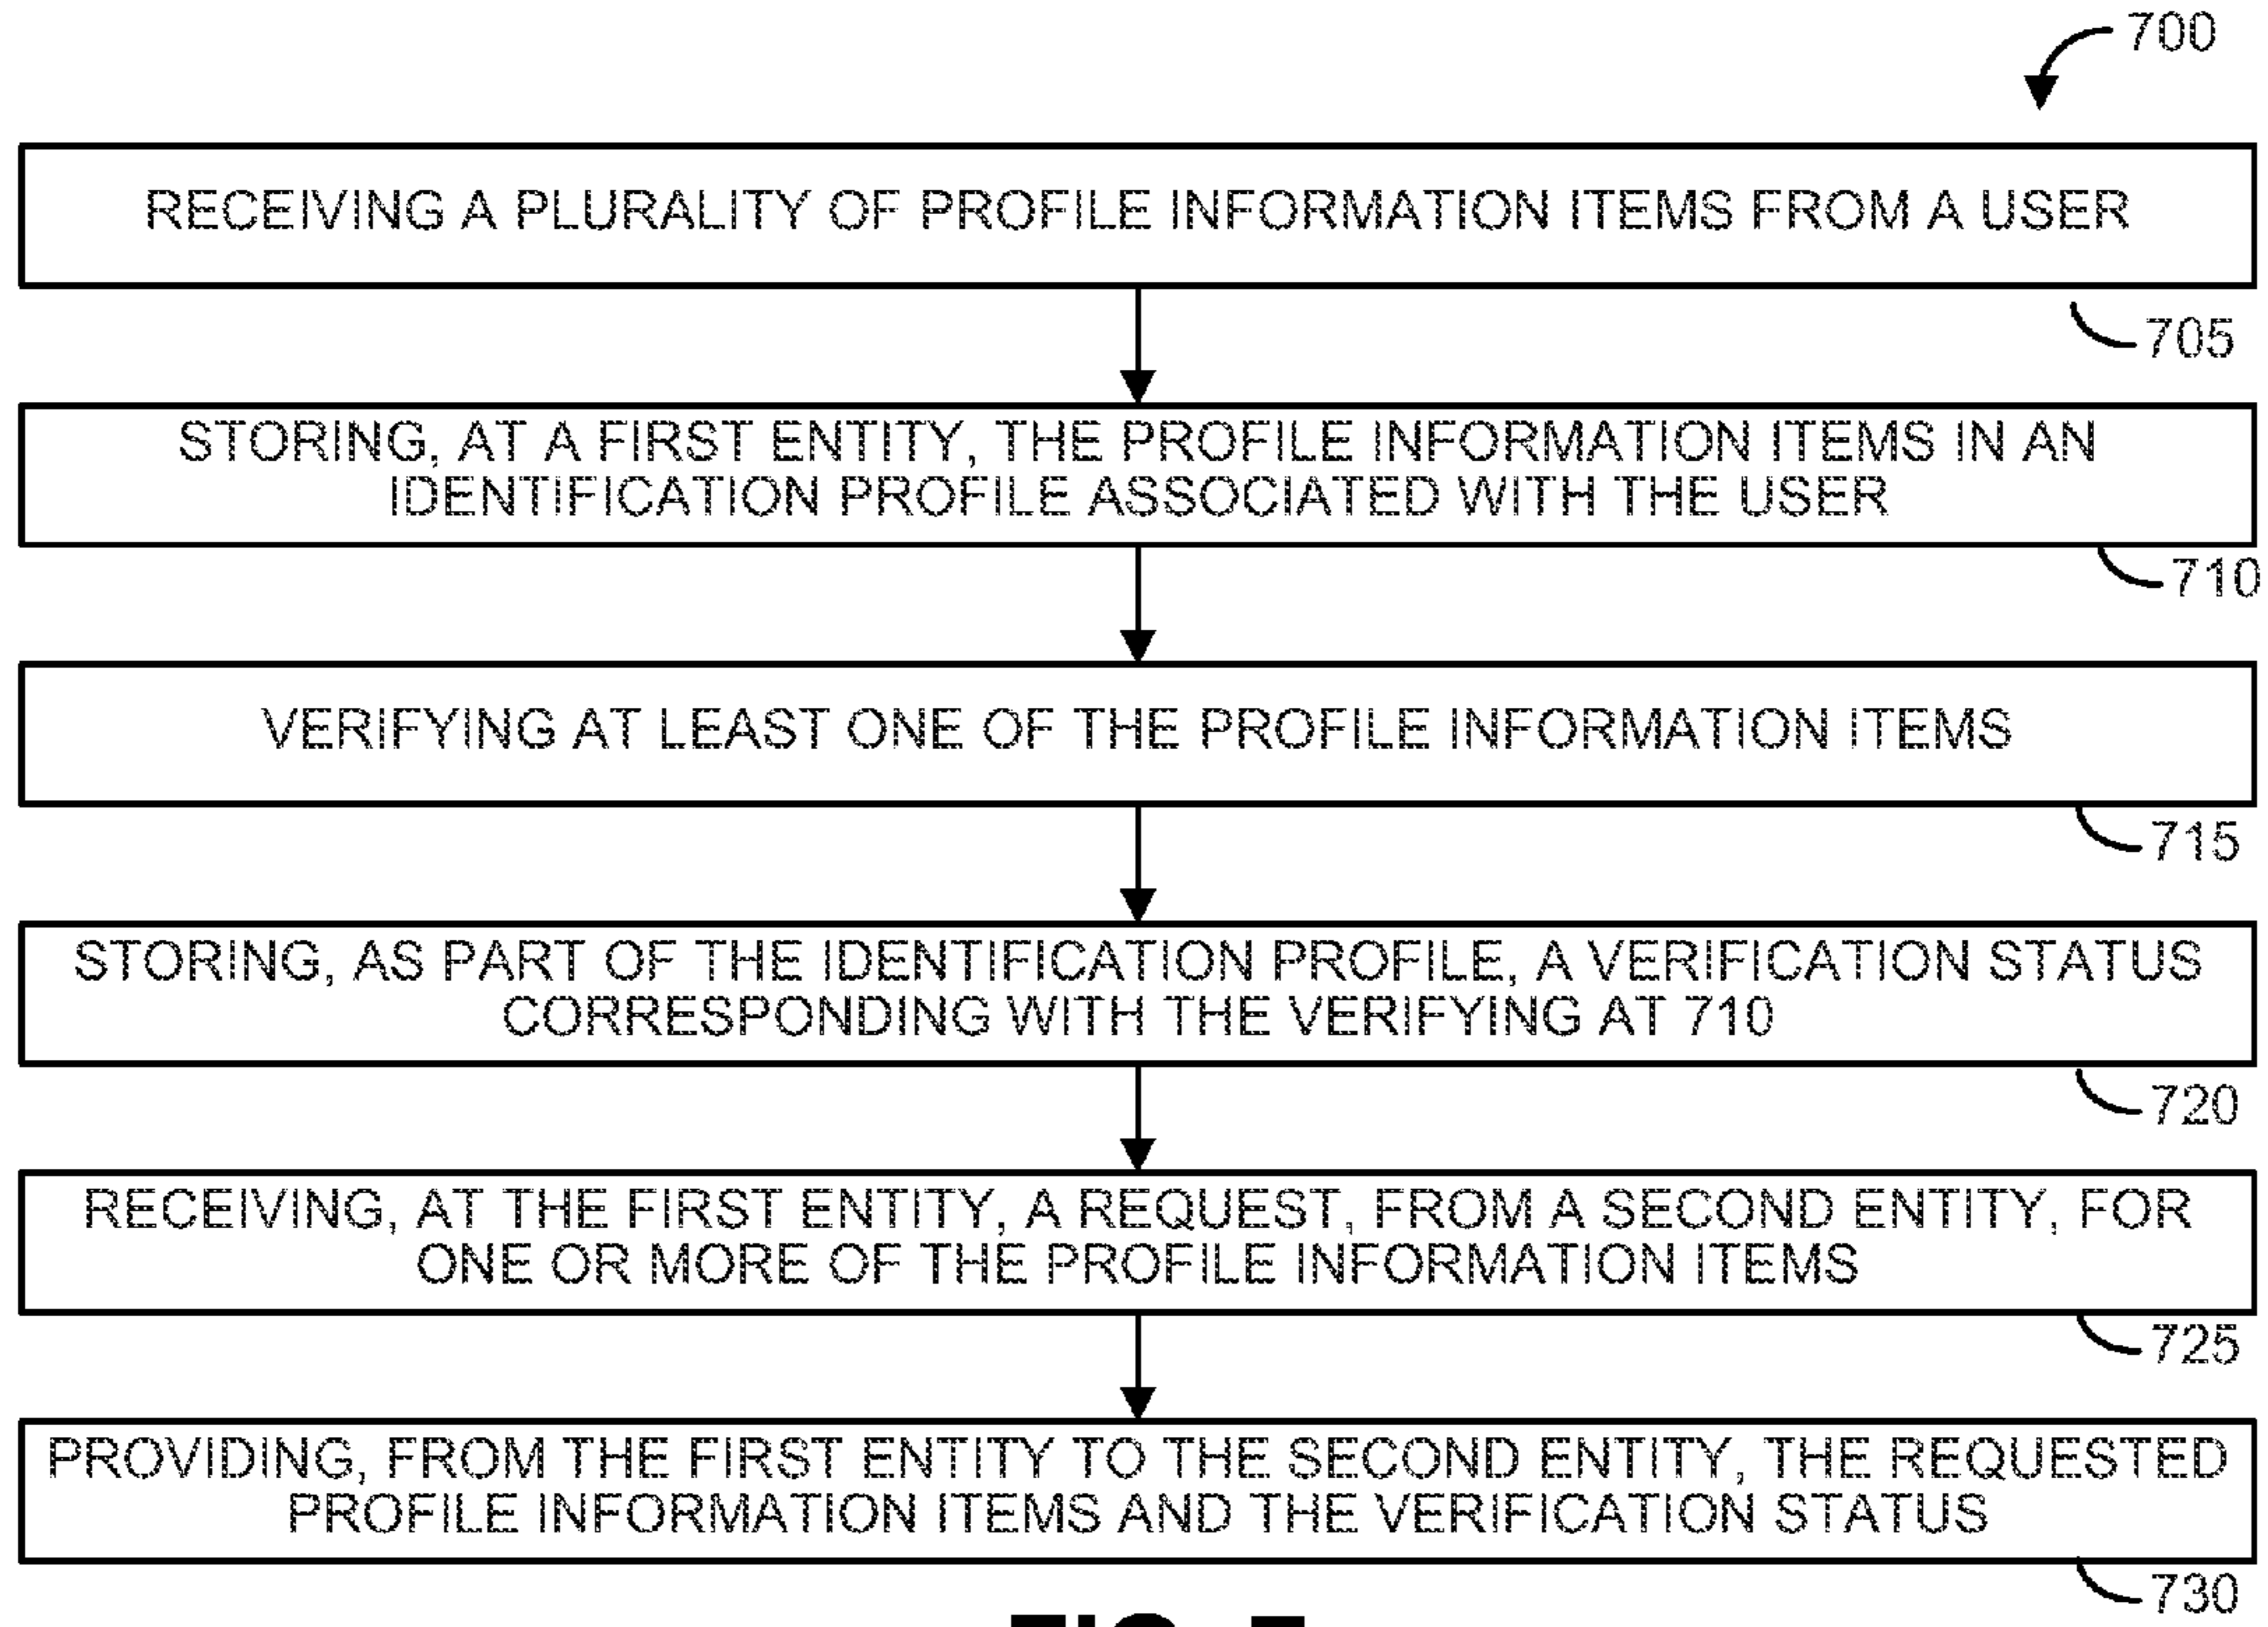 700
RECEIVING A PLURALITY OF PROFILE INFORMATION ITEMS FROM A USER
705
STORING, AT A FIRST ENTITY, THE PROFILE INFORMATION ITEMS IN AN
IDENTIFICATION PROFILE ASSOCIATED WITH THE USER
710
VERIFYING AT LEAST ONE OF THE PROFILE INFORMATION ITEMS
715
STORING, AS PART OF THE IDENTIFICATION PROFILE, A VERIFICATION STATUS
CORRESPONDING WITH THE VERIFYING AT 710
720
RECEIVING, AT THE FIRST ENTITY, A REQUEST, FROM A SECOND ENTITY, FOR
ONE OR MORE OF THE PROFILE INFORMATION ITEMS
725
PROVIDING, FROM THE FIRST ENTITY TO THE SECOND ENTITY, THE REQUESTED
PROFILE INFORMATION ITEMS AND THE VERIFICATION STATUS
730